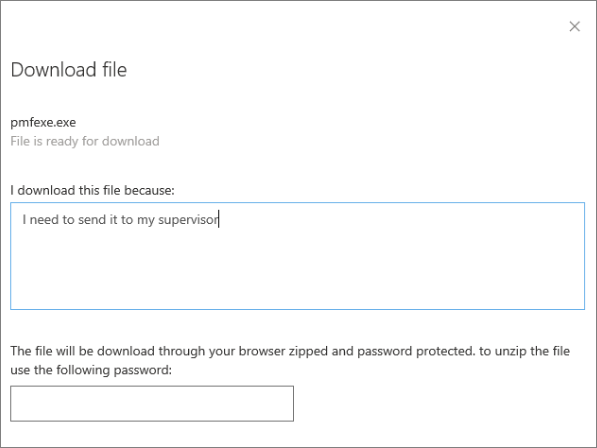 Download file
pmfexe.exe
File is ready for download
I download this file because:
I need to send it to my supervisor
The file will be download through your browser zipped and password protected. to unzip the file
use the following password: